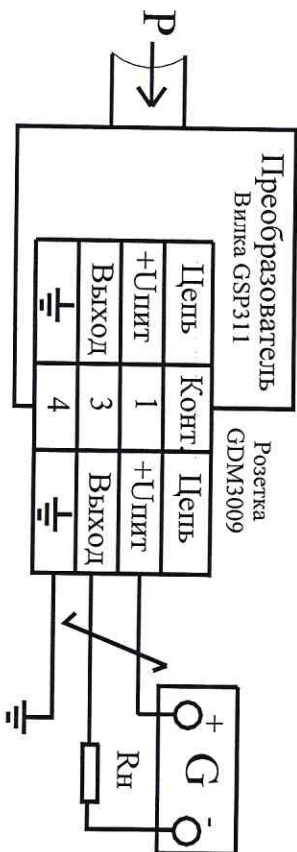 P
Преобразователь
Вилка GSP311
Розетка
GDM3009
Цепь Конт. Цепь
+Uпит 1 +Uпит
Выход 3 Выход
4
+ G -
Rн